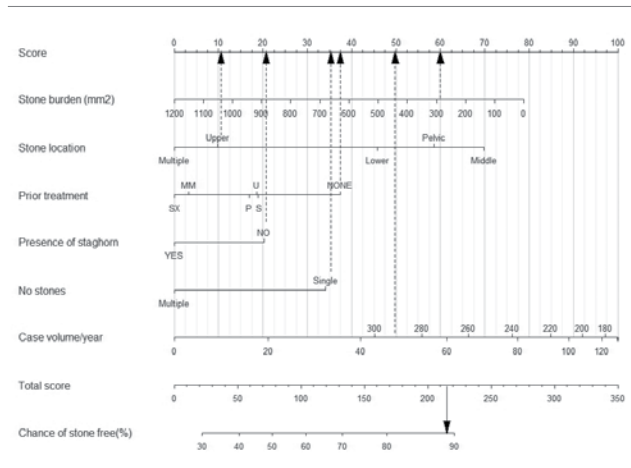 Score
0 10 20 30 40 50 60 70 80 90 100
Stone burden (mm2)
1200 1100 1000 900 800 700 600 500 400 300 200 100 0
Stone location
Upper Pelvic
Multiple Lower Middle
Prior treatment
MM U NONE
SX P S
Presence of staghorn
NO
YES
No stones
Single
Multiple
Case volume/year
300 280 260 240 220 200 180
0 20 40 60 80 100 120
Total score
0 50 100 150 200 250 300 350
Chance of stone free(%)
30 40 50 60 70 80 90